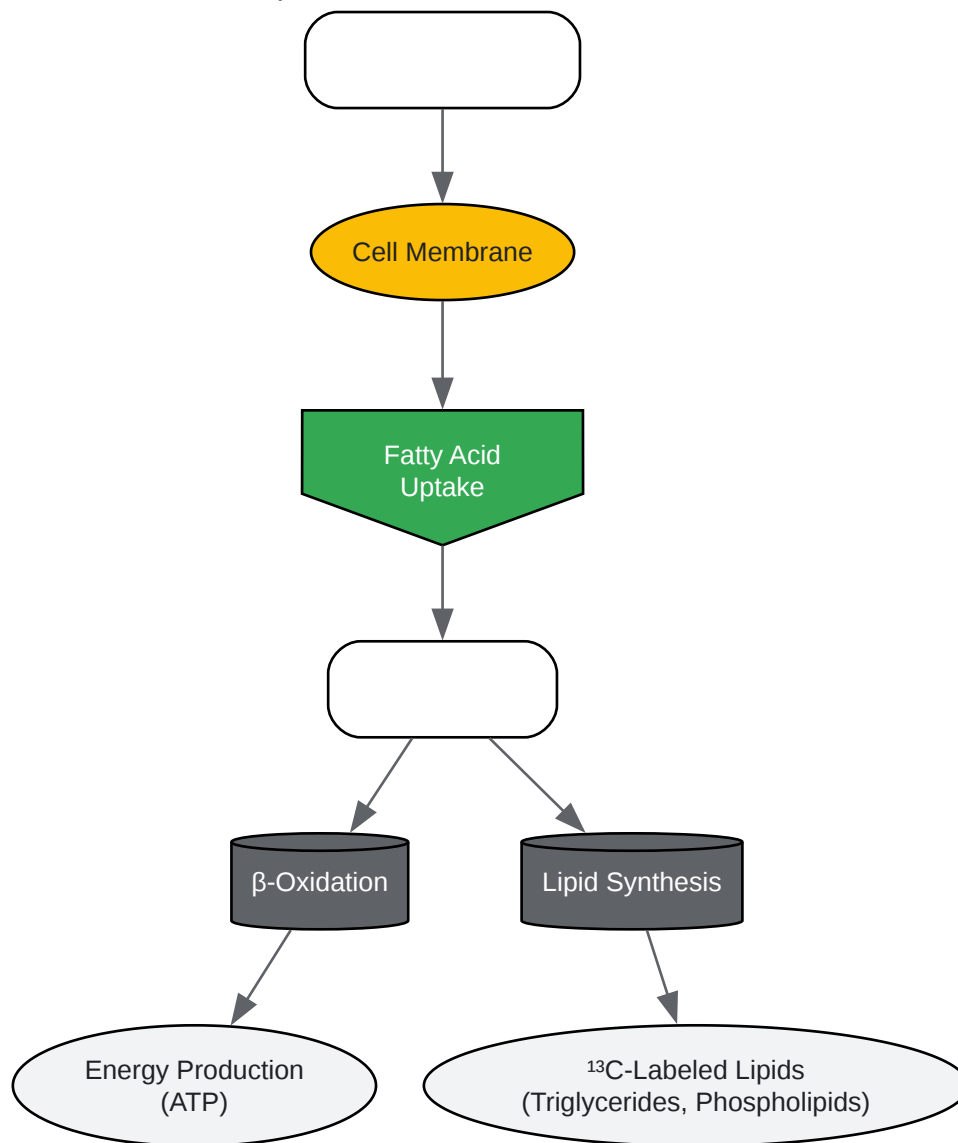 Cell Membrane
Fatty Acid
Uptake
β-Oxidation
Lipid Synthesis
Energy Production
(ATP)
¹³C-Labeled Lipids
(Triglycerides, Phospholipids)